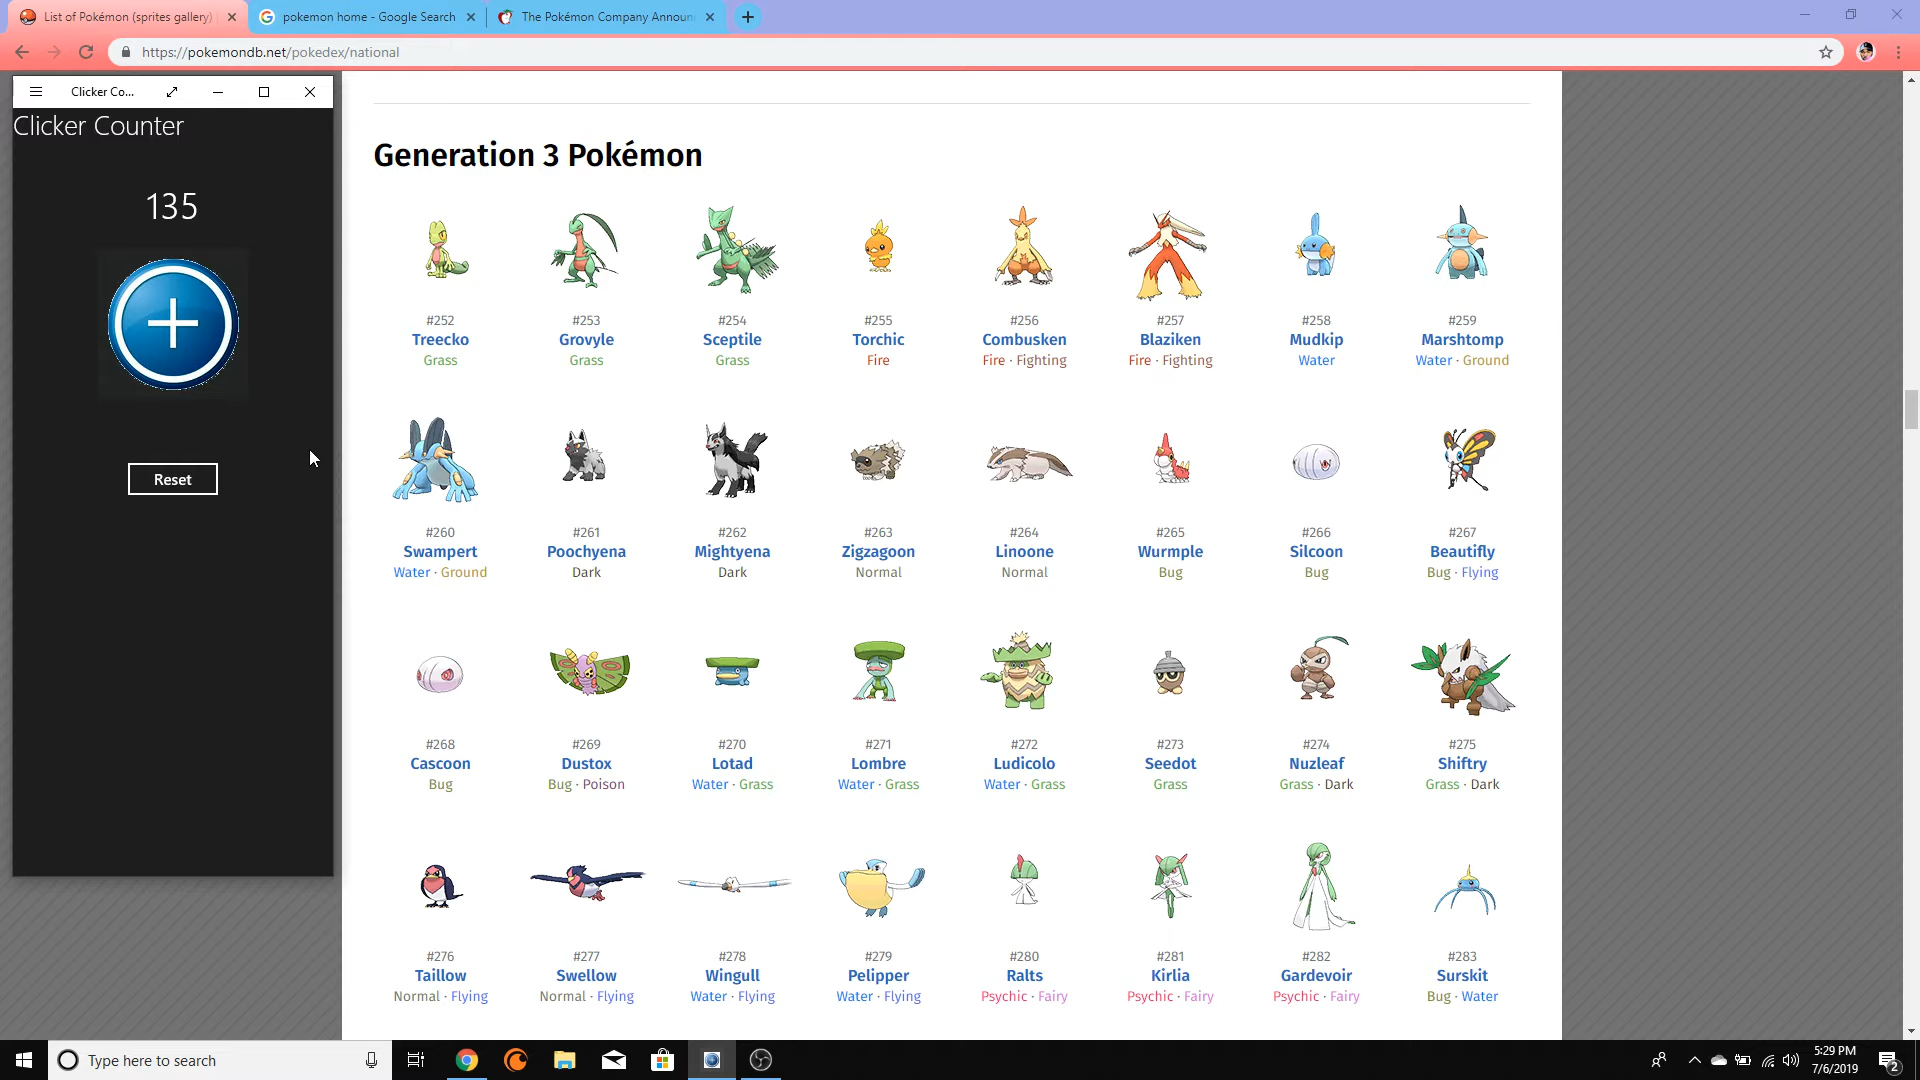 List of Pokémon (sprites gallery)
pokemon home - Google Search
The Pokémon Company Announ
https://pokemondb.net/pokedex/national
Clicker Co...
Clicker Counter
135
Reset
Generation 3 Pokémon
#252 #253 #254 #255 #256 #257 #258 #259
Treecko Grovyle Sceptile Torchic Combusken Blaziken Mudkip Marshtomp
Grass Grass Grass Fire Fire · Fighting Fire · Fighting Water Water · Ground
#260 #261 #262 #263 #264 #265 #266 #267
Swampert Poochyena Mightyena Zigzagoon Linoone Wurmple Silcoon Beautifly
Water · Ground Dark Dark Normal Normal Bug Bug Bug · Flying
#268 #269 #270 #271 #272 #273 #274 #275
Cascoon Dustox Lotad Lombre Ludicolo Seedot Nuzleaf Shiftry
Bug Bug · Poison Water · Grass Water · Grass Water · Grass Grass Grass · Dark Grass · Dark
#276 #277 #278 #279 #280 #281 #282 #283
Taillow Swellow Wingull Pelipper Ralts Kirlia Gardevoir Surskit
Normal · Flying Normal · Flying Water · Flying Water · Flying Psychic · Fairy Psychic · Fairy Psychic · Fairy Bug · Water
Type here to search
5:29 PM
7/6/2019
2